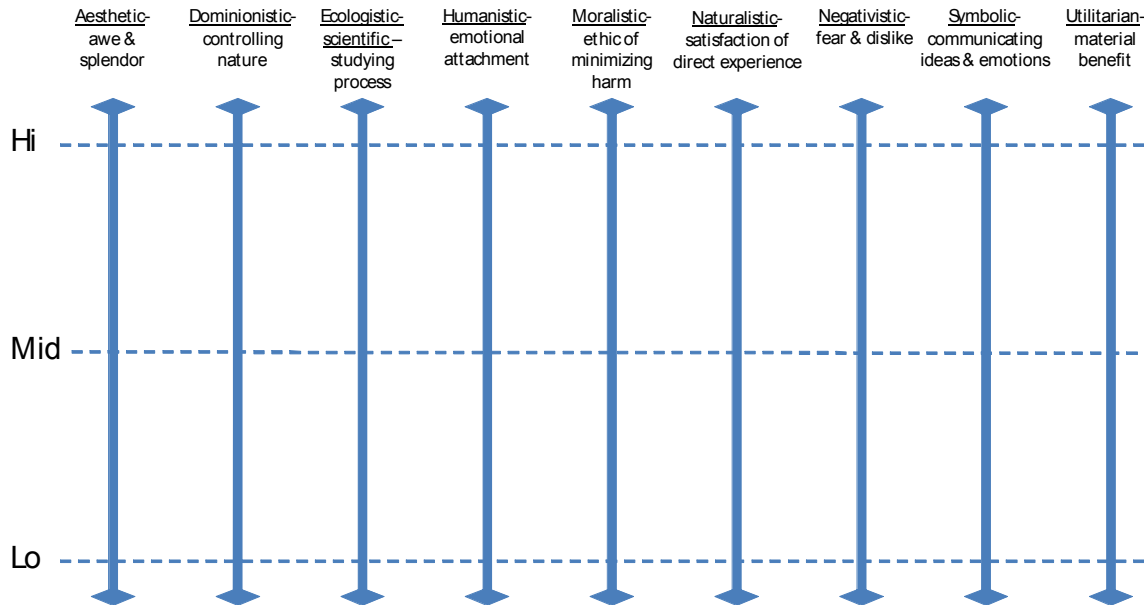 Aesthetic-
awe &
splendor
Dominionistic-
controlling
nature
Ecologistic-
scientific –
studying
process
Humanistic-
emotional
attachment
Moralistic-
ethic of
minimizing
harm
Naturalistic-
satisfaction of
direct experience
Negativistic-
fear & dislike
Symbolic-
communicating
ideas & emotions
Utilitarian-
material
benefit
Hi
Mid
Lo